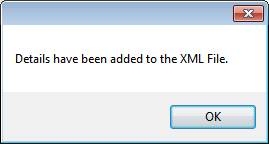 Details have been added to the XML File.
OK